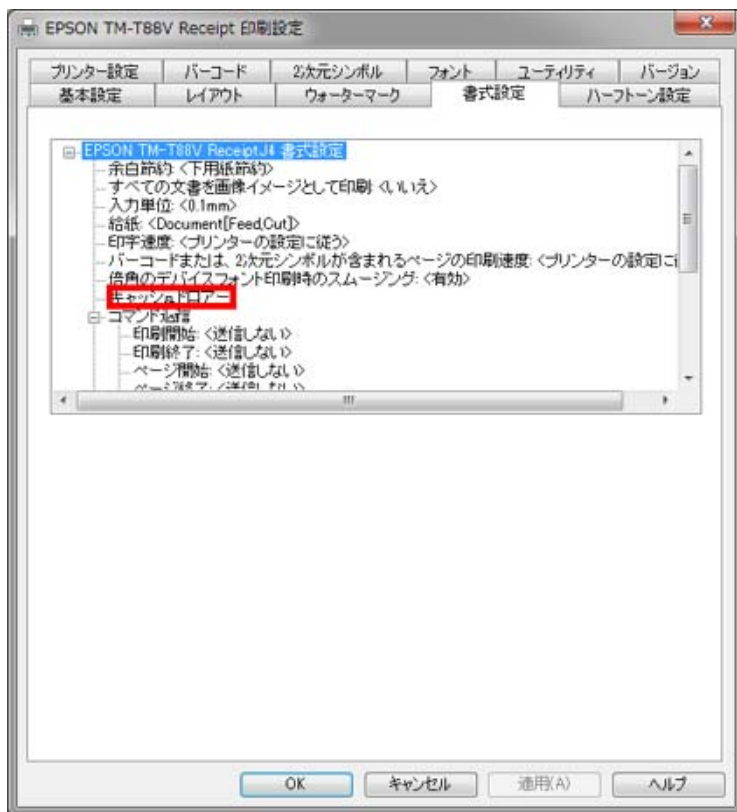 EPSON TM-T88V Receipt 印刷設定
プリンター設定 バーコード 2次元シンボル フォント ユーティリティ バージョン
基本設定 レイアウト ウォーターマーク 書式設定 ハーフトーン設定
EPSON TM-T88V ReceiptJ4 書式設定
余白節約: <下用紙節約>
すべての文書を画像イメージとして印刷: <いいえ>
入力単位: <0.1mm>
給紙: <Document[Feed,Cut]>
印字速度: <プリンターの設定に従う>
バーコードまたは、2次元シンボルが含まれるページの印刷速度: <プリンターの設定に
倍角のデバイスフォント印刷時のスムージング: <有効>
キャッシュドロアー
コマンド送信
印刷開始: <送信しない>
印刷終了: <送信しない>
ページ開始: <送信しない>
ページ終了: <送信しない>
OK キャンセル 適用(A) ヘルプ